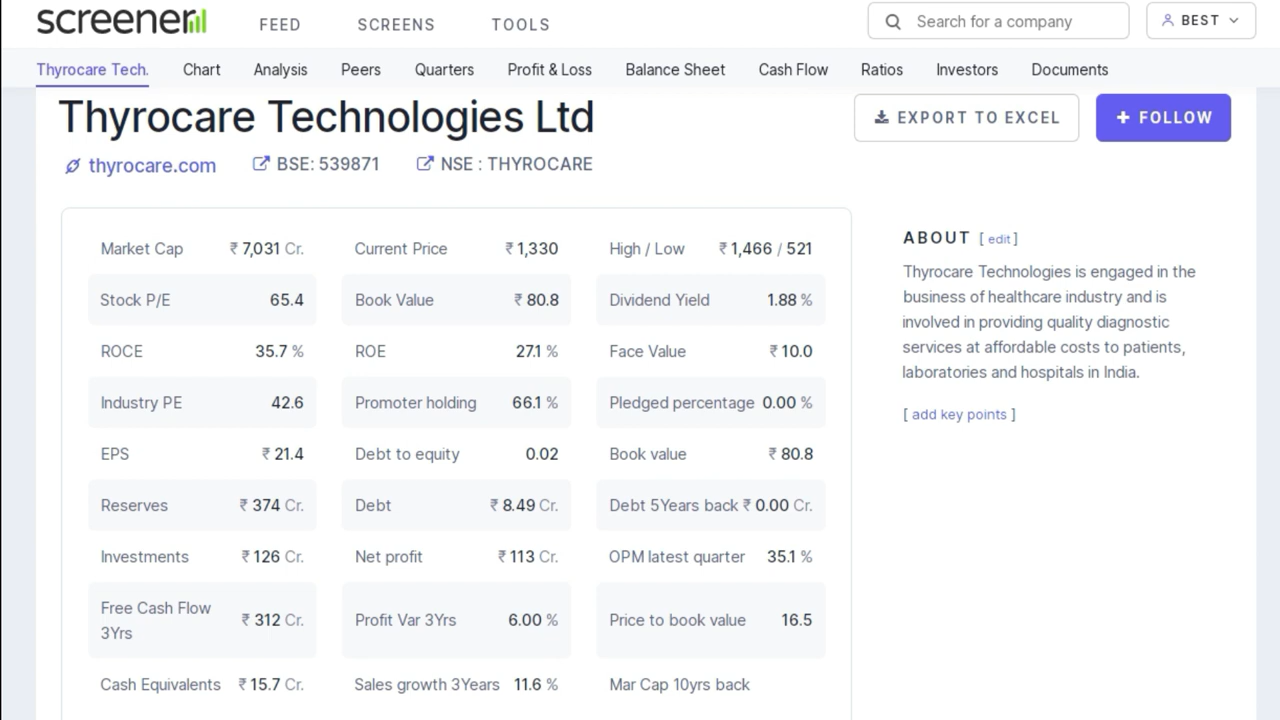 screener
FEED SCREENS TOOLS
Search for a company
BEST
Thyrocare Tech. Chart Analysis Peers Quarters Profit & Loss Balance Sheet Cash Flow Ratios Investors Documents
Thyrocare Technologies Ltd
EXPORT TO EXCEL
+ FOLLOW
thyrocare.com BSE: 539871 NSE : THYROCARE
Market Cap ₹ 7,031 Cr. Current Price ₹ 1,330 High / Low ₹ 1,466 / 521
Stock P/E 65.4 Book Value ₹ 80.8 Dividend Yield 1.88 %
ROCE 35.7 % ROE 27.1 % Face Value ₹ 10.0
Industry PE 42.6 Promoter holding 66.1 % Pledged percentage 0.00 %
EPS ₹ 21.4 Debt to equity 0.02 Book value ₹ 80.8
Reserves ₹ 374 Cr. Debt ₹ 8.49 Cr. Debt 5Years back ₹ 0.00 Cr.
Investments ₹ 126 Cr. Net profit ₹ 113 Cr. OPM latest quarter 35.1 %
Free Cash Flow
3Yrs ₹ 312 Cr. Profit Var 3Yrs 6.00 % Price to book value 16.5
Cash Equivalents ₹ 15.7 Cr. Sales growth 3Years 11.6 % Mar Cap 10yrs back
ABOUT [ edit ]
Thyrocare Technologies is engaged in the
business of healthcare industry and is
involved in providing quality diagnostic
services at affordable costs to patients,
laboratories and hospitals in India.
[ add key points ]